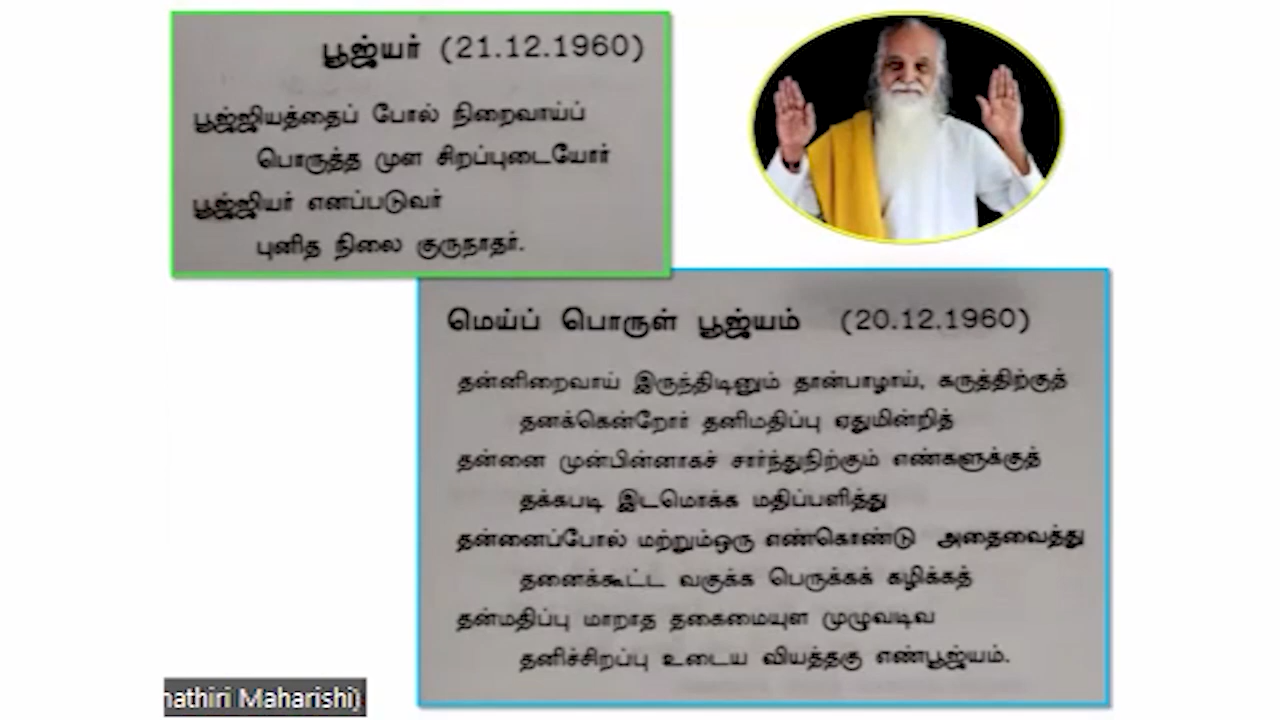 பூஜ்யர் (21.12.1960)
பூஜ்ஜியத்தைப் போல் நிறைவாய்ப்
பொருத்த முள சிறப்புடையோர்
பூஜ்ஜியர் எனப்படுவர்
புனித நிலை குருநாதர்.
மெய்ப் பொருள் பூஜ்யம் (20.12.1960)
தன்னிறைவாய் இருந்திடினும் தான்பாழாய், கருத்திற்குத்
தனக்கென்றோர் தனிமதிப்பு ஏதுமின்றித்
தன்னை முன்பின்னாகச் சார்ந்துநிற்கும் எண்களுக்குத்
தக்கபடி இடமொக்க மதிப்பளித்து
தன்னைப்போல் மற்றும்ஒரு எண்கொண்டு அதைவைத்து
தனைக்கூட்ட வகுக்க பெருக்கக் கழிக்கத்
தன்மதிப்பு மாறாத தகைமையுள முழுவடிவ
தனிச்சிறப்பு உடைய வியத்தகு எண்பூஜ்யம்.
hathiri Maharishi)